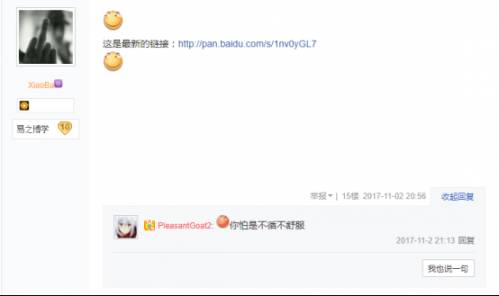 这是最新的链接：http://pan.baidu.com/s/1nv0yGL7
XiaoBa
易之博学 10
举报 | 15楼 2017-11-02 20:56 收起回复
PleasantGoat2: 你怕是不循不舒服
2017-11-2 21:13 回复
我也说一句